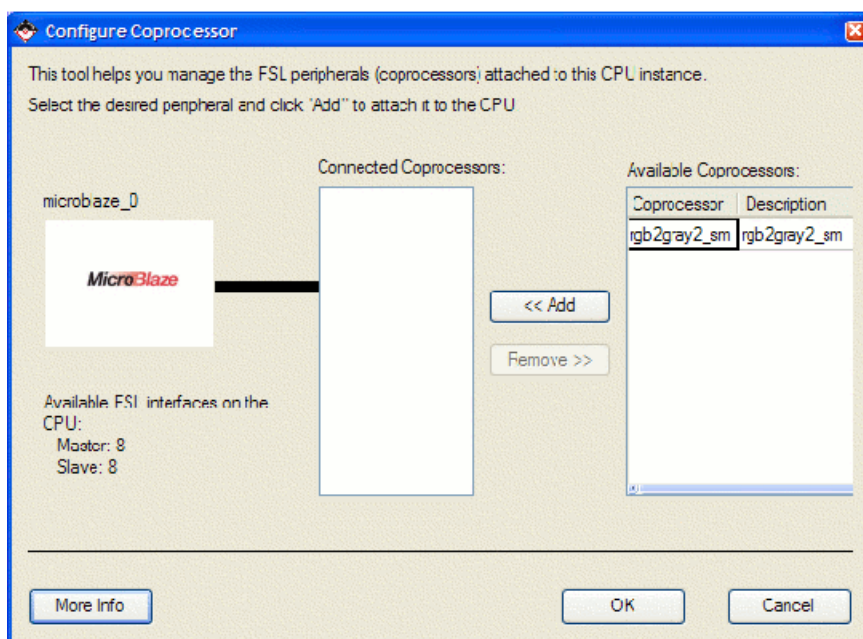 Configure Coprocessor
This tool helps you manage the FSL peripherals (coprocessors) attached to this CPU instance.
Select the desired peripheral and click "Add" to attach it to the CPU
Connected Coprocessors:
Available Coprocessors:
microblaze_0
Coprocessor Description
rgb2gray2_sm rgb2gray2_sm
MicroBlaze
<< Add
Remove >>
Available FSL interfaces on the
CPU:
Master: 8
Slave: 8
More Info
OK
Cancel